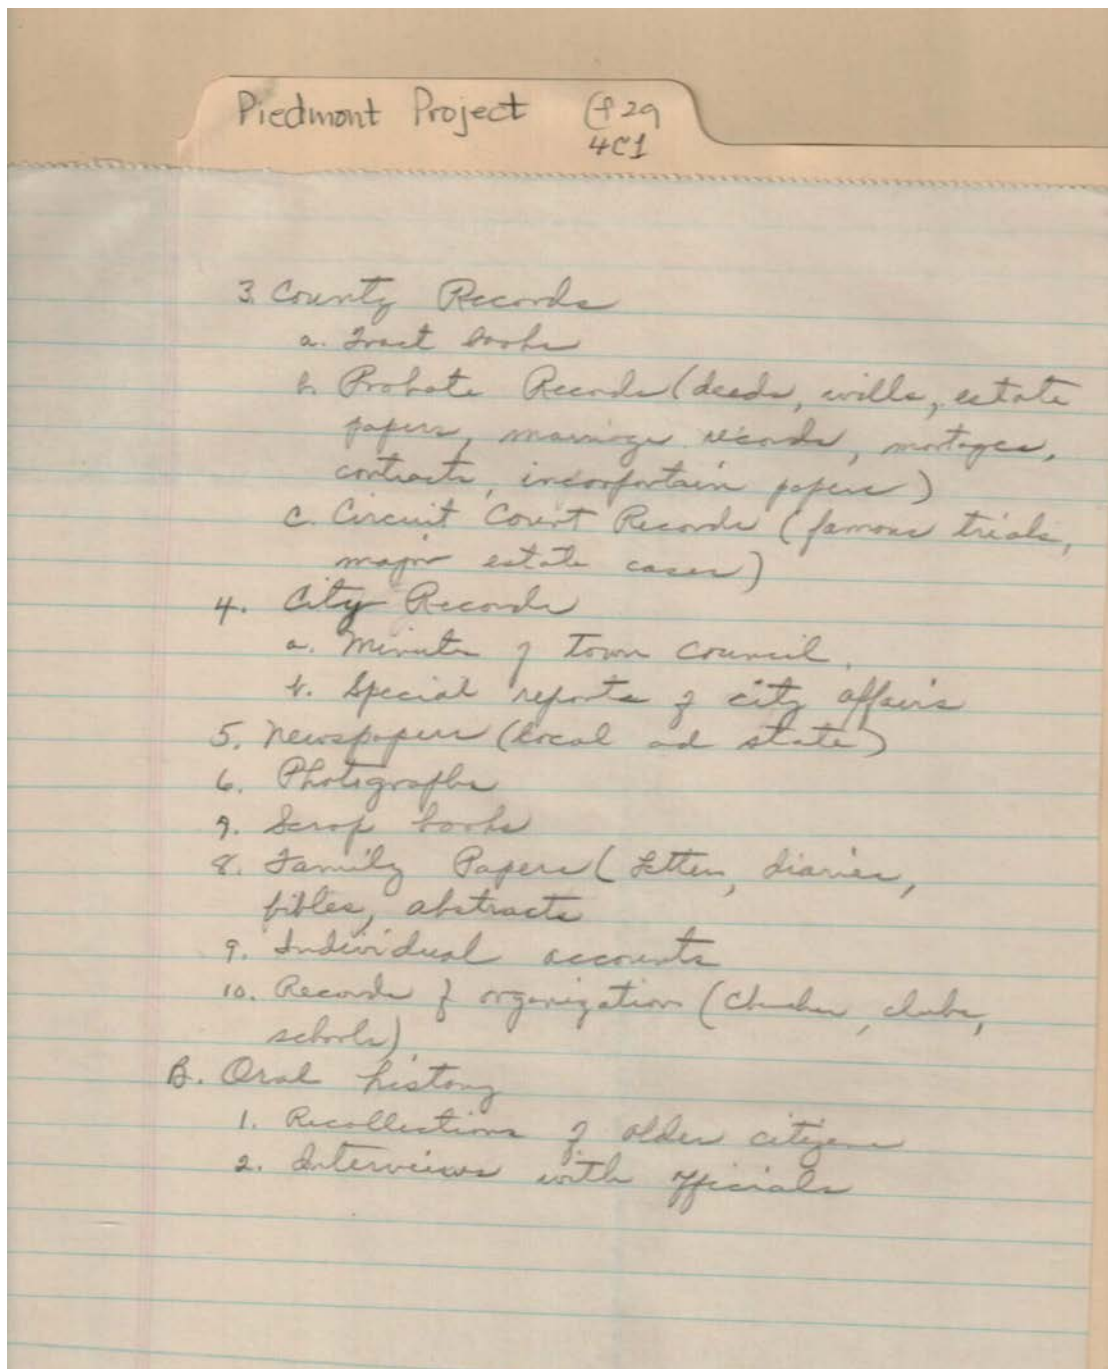 Piedmont Project
f 29
4C1
3. County Records
a. Tract books
b. Probate Records (deeds, wills, estate
papers, marriage records, mortages,
contracts, papers)
c. Circuit Court Records (famous trials,
major estate cases)
4. City Records
a. Minutes of town council,
b. Special reports of city affairs
5. Newspapers (local ad state)
6. Photographs
7. Scrap books
8. Family Papers (Letters, diaries,
bibles, abstracts
9. Individual accounts
10. Records of organizations (Churches, clubs,
schools)
B. Oral history
1. Recollections of older citizens
2. Interviews with officials